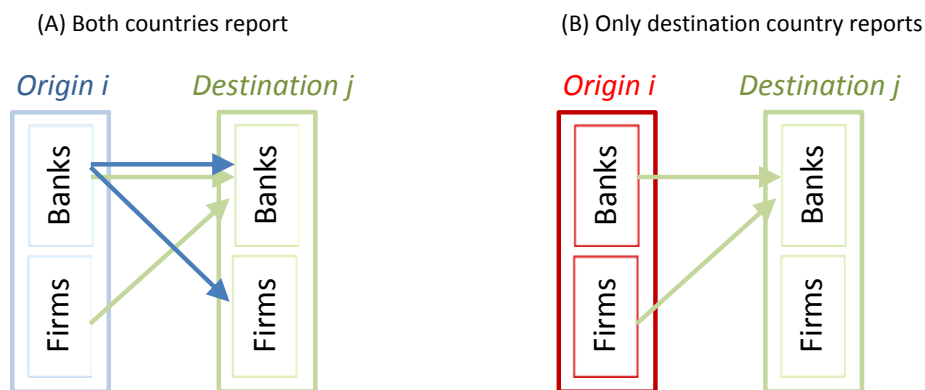 (A) Both countries report
(B) Only destination country reports
Origin i
Destination j
Origin i
Destination j
Banks
Banks
Banks
Banks
Firms
Firms
Firms
Firms